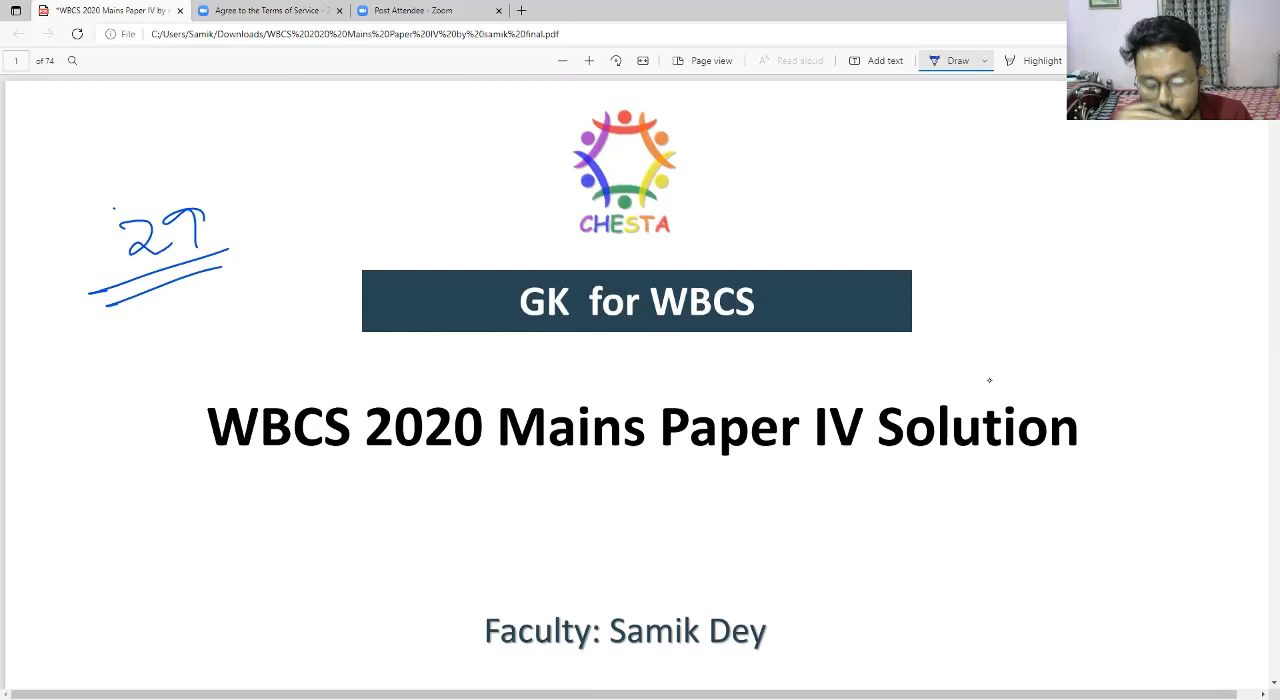 *WBCS 2020 Mains Paper IV by
Agree to the Terms of Service - Z
Post Attendee - Zoom
File
C:/Users/Samik/Downloads/WBCS%202020%20Mains%20Paper%20IV%20by%20samik%20final.pdf
1 of 74
Page view
Read aloud
Add text
Draw
Highlight
CHESTA
29
GK for WBCS
WBCS 2020 Mains Paper IV Solution
Faculty: Samik Dey